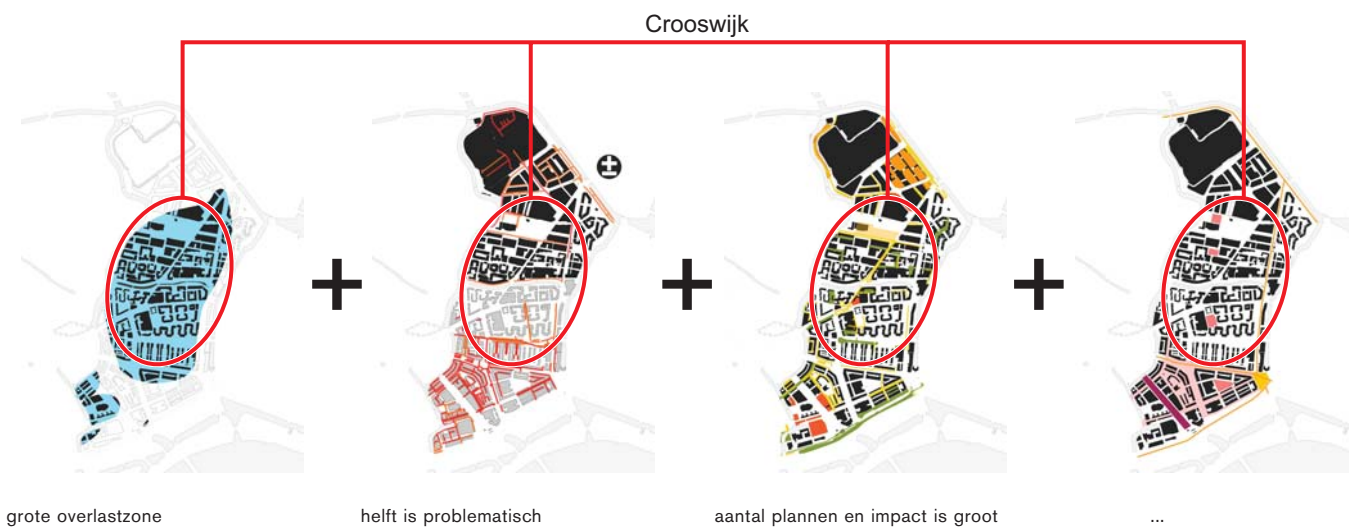 Crooswijk
±
+ + +
grote overlastzone
helft is problematisch
aantal plannen en impact is groot
...